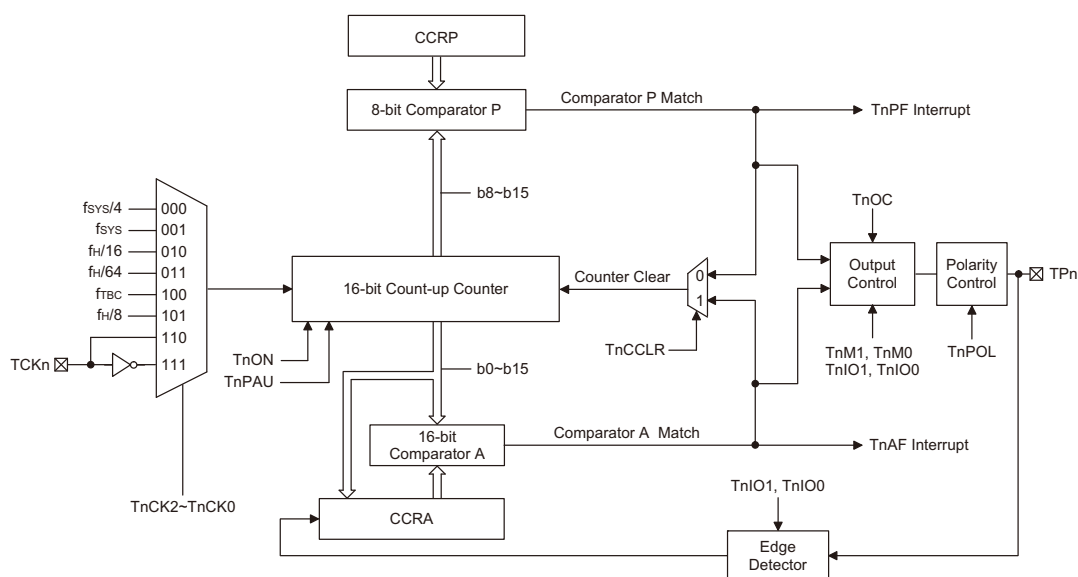 CCRP
8-bit Comparator P
Comparator P Match
TnPF Interrupt
b8~b15
fSYS/4
000
fSYS
001
fH/16
010
fH/64
011
fTBC
100
fH/8
101
110
TCKn
111
TnCK2~TnCK0
16-bit Count-up Counter
TnON
TnPAU
Counter Clear
0
1
TnCCLR
TnOC
Output
Control
TnM1, TnM0
TnIO1, TnIO0
Polarity
Control
TnPOL
TPn
b0~b15
16-bit
Comparator A
Comparator A Match
TnAF Interrupt
CCRA
TnIO1, TnIO0
Edge
Detector